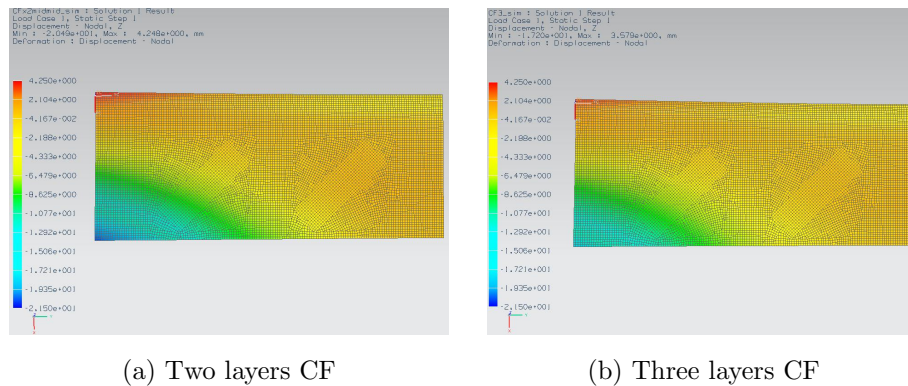 CFx2midmid_sim : Solution 1 Result
Load Case 1, Static Step 1
Displacement - Nodal, Z
Min : -2.049e+001, Max : 4.248e+000, mm
Deformation : Displacement - Nodal
4.250e+000
2.104e+000
-4.167e-002
-2.188e+000
-4.333e+000
-6.479e+000
-8.625e+000
-1.077e+001
-1.292e+001
-1.506e+001
-1.721e+001
-1.935e+001
-2.150e+001
(a) Two layers CF
CF3_sim : Solution 1 Result
Load Case 1, Static Step 1
Displacement - Nodal, Z
Min : -1.720e+001, Max : 3.579e+000, mm
Deformation : Displacement - Nodal
4.250e+000
2.104e+000
-4.167e-002
-2.188e+000
-4.333e+000
-6.479e+000
-8.625e+000
-1.077e+001
-1.292e+001
-1.506e+001
-1.721e+001
-1.935e+001
-2.150e+001
(b) Three layers CF